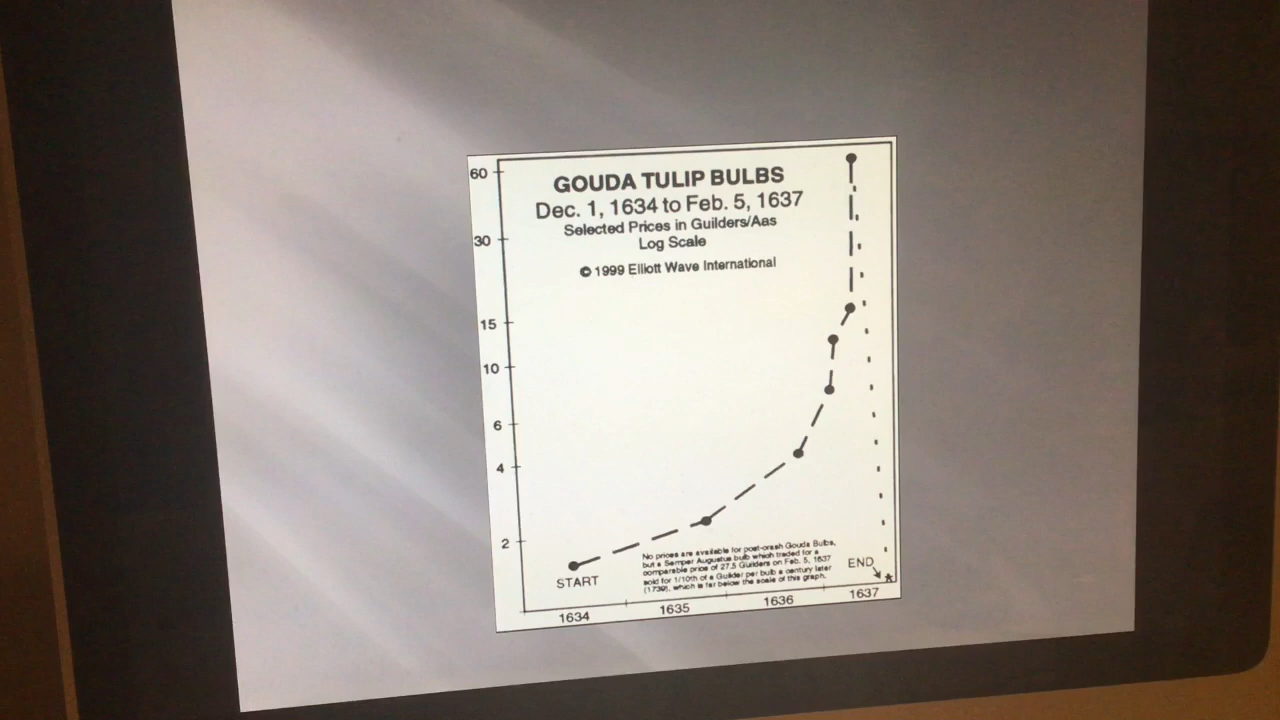 GOUDA TULIP BULBS
Dec. 1, 1634 to Feb. 5, 1637
Selected Prices in Guilders/Aas
Log Scale
© 1999 Elliott Wave International
60
30
15
10
6
4
2
START
No prices are available for post-crash Gouda Bulbs,
but a Semper Augustus bulb which traded for a
comparable price of 27.5 Guilders on Feb. 5, 1637
sold for 1/10th of a Guilder per bulb a century later
(1739), which is far below the scale of this graph.
END
1634
1635
1636
1637